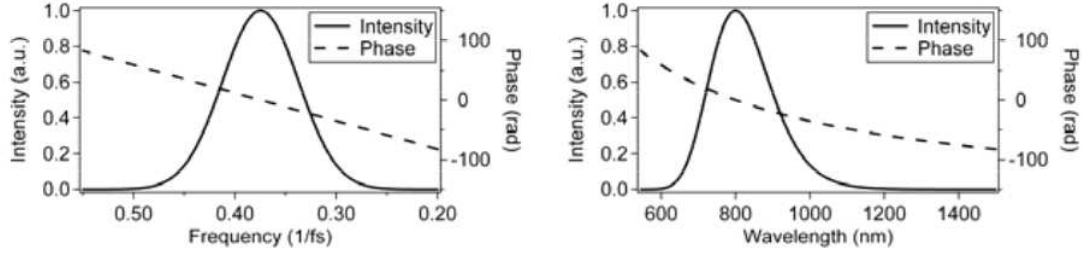 Intensity (a.u.)
1.0
0.8
0.6
0.4
0.2
0.0
Intensity
Phase
100
0
-100
Phase (rad)
0.50 0.40 0.30 0.20
Frequency (1/fs)
Intensity (a.u.)
1.0
0.8
0.6
0.4
0.2
0.0
Intensity
Phase
100
0
-100
Phase (rad)
600 800 1000 1200 1400
Wavelength (nm)